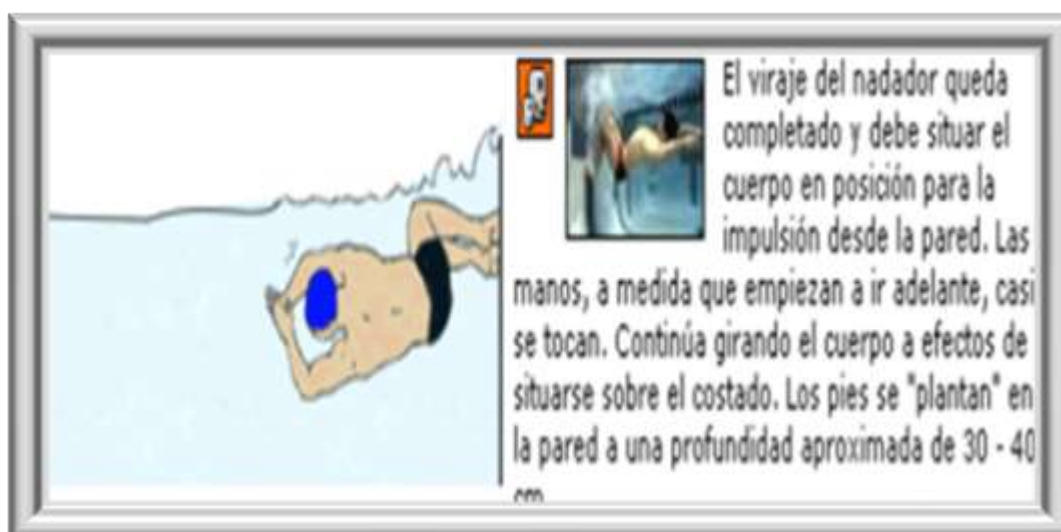 El viraje del nadador queda
completado y debe situar el
cuerpo en posición para la
impulsión desde la pared. Las
manos, a medida que empiezan a ir adelante, casi
se tocan. Continúa girando el cuerpo a efectos de
situarse sobre el costado. Los pies se "plantan" en
la pared a una profundidad aproximada de 30 - 40
cm